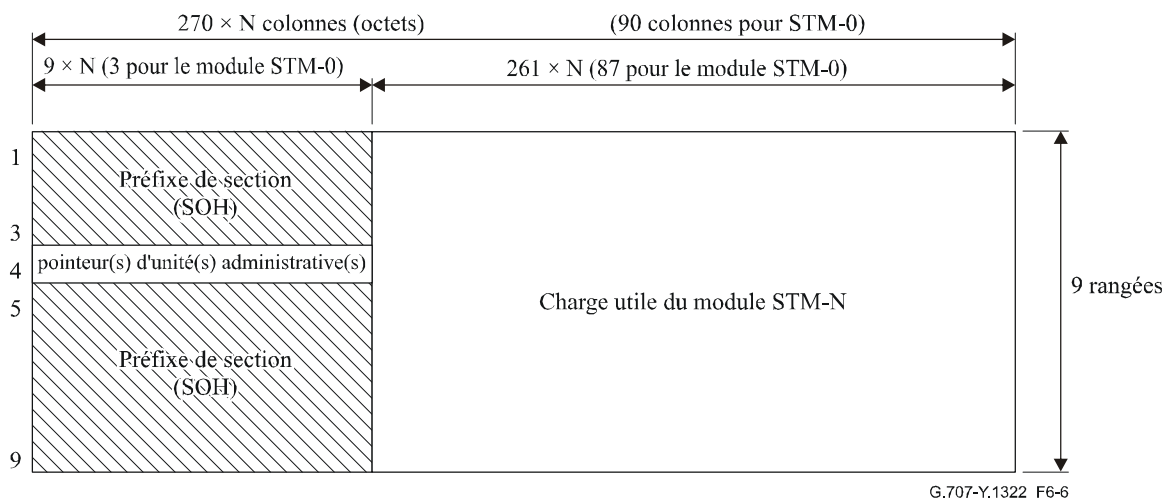 270 × N colonnes (octets) (90 colonnes pour STM-0)
9 × N (3 pour le module STM-0) 261 × N (87 pour le module STM-0)
1
Préfixe de section
(SOH)
3
4 pointeur(s) d'unité(s) administrative(s)
5
Charge utile du module STM-N
9 rangées
Préfixe de section
(SOH)
9
G.707-Y.1322_F6-6